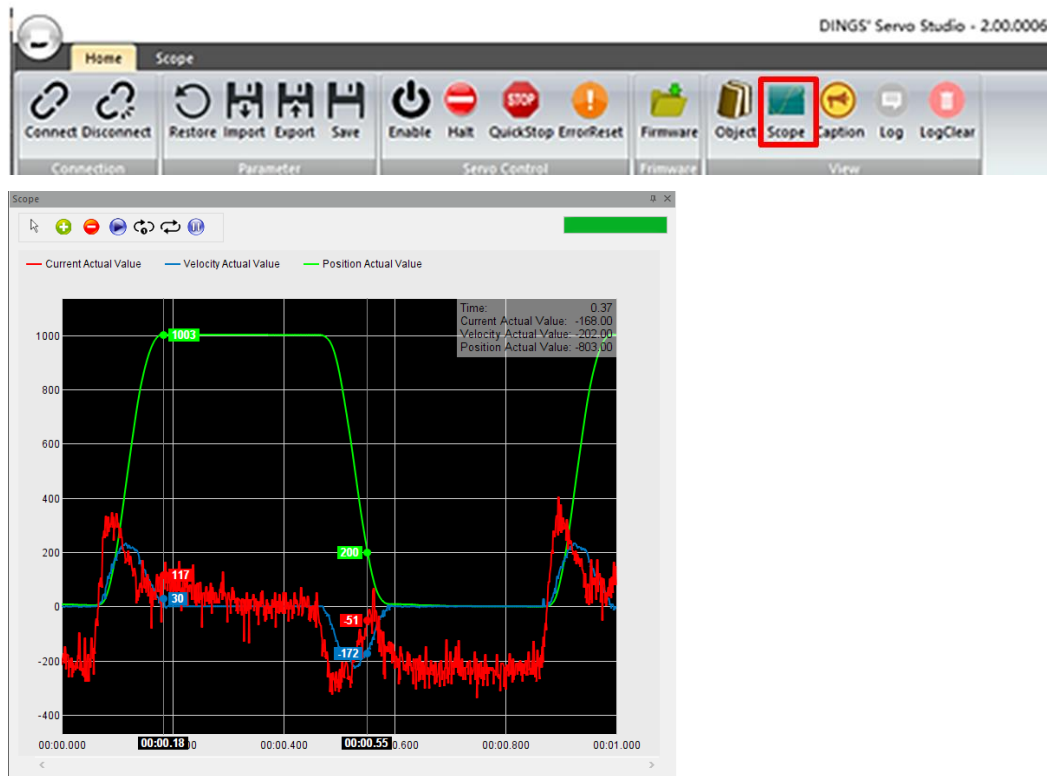 DINGS' Servo Studio - 2.00.0006
Home Scope
Connect Disconnect Restore Import Export Save Enable Halt QuickStop ErrorReset Firmware Object Scope Caption Log LogClear
STOP
Connection Parameter Servo Control Frimware View
Scope
Current Actual Value Velocity Actual Value Position Actual Value
Time: 0.37
Current Actual Value: -168.00
Velocity Actual Value: -202.00
Position Actual Value: -803.00
1000 1003
800
600
400
200 200
117
30
0
-51
-172
-200
-400
00:00.000 00:00.18 00:00.400 00:00.55 0.600 00:00.800 00:01.000